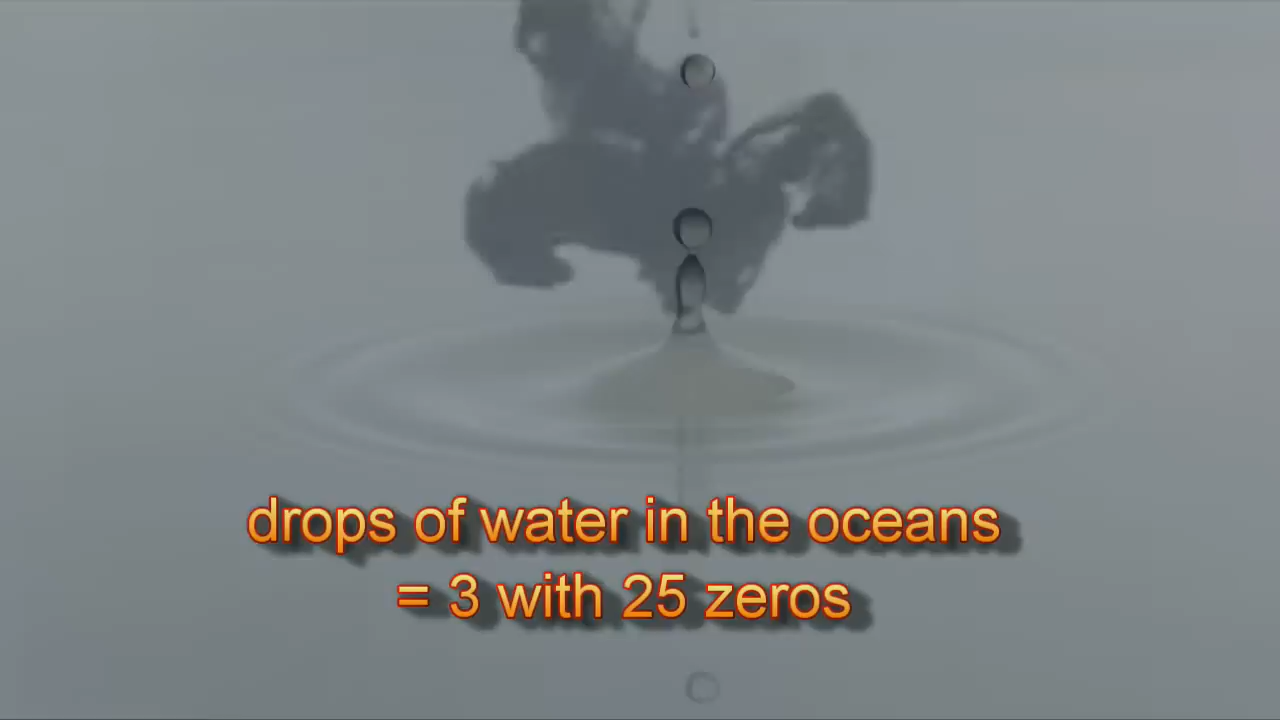 drops of water in the oceans
= 3 with 25 zeros